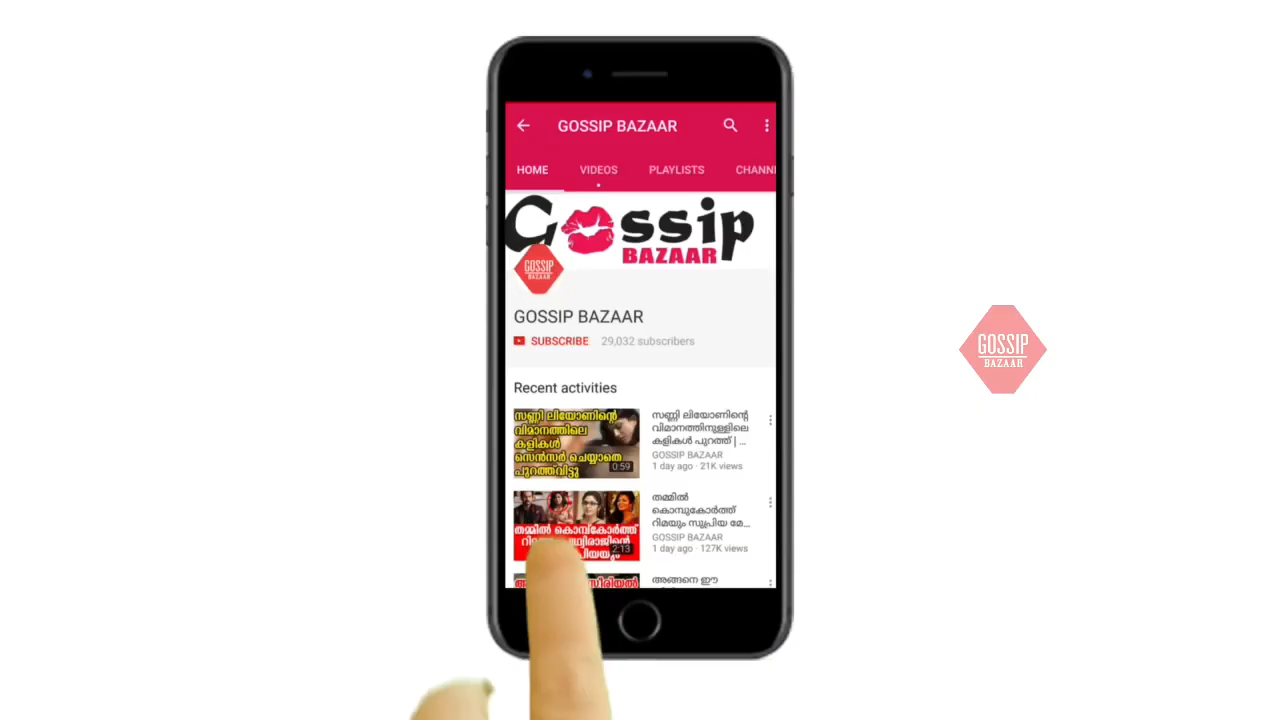 GOSSIP BAZAAR
HOME VIDEOS PLAYLISTS CHANN
Gossip
BAZAAR
GOSSIP
BAZAAR
GOSSIP BAZAAR
SUBSCRIBE 29,032 subscribers
Recent activities
സണ്ണി ലിയോണിന്റെ
വിമാനത്തിലെ
കളികൾ
സെൻസർ ചെയ്യാതെ
പുറത്ത്‌വിട്ടു
0:59
സണ്ണി ലിയോണിന്റെ
വിമാനത്തിനുള്ളിലെ
കളികൾ പുറത്ത് | ...
GOSSIP BAZAAR
1 day ago · 21K views
തമ്മിൽ കൊമ്പ്കോർത്ത്
2:13
തമ്മിൽ
കൊമ്പുകോർത്ത്
റിമയും സുപ്രിയ മേ...
GOSSIP BAZAAR
1 day ago · 127K views
അങ്ങനെ ഈ
GOSSIP
BAZAAR